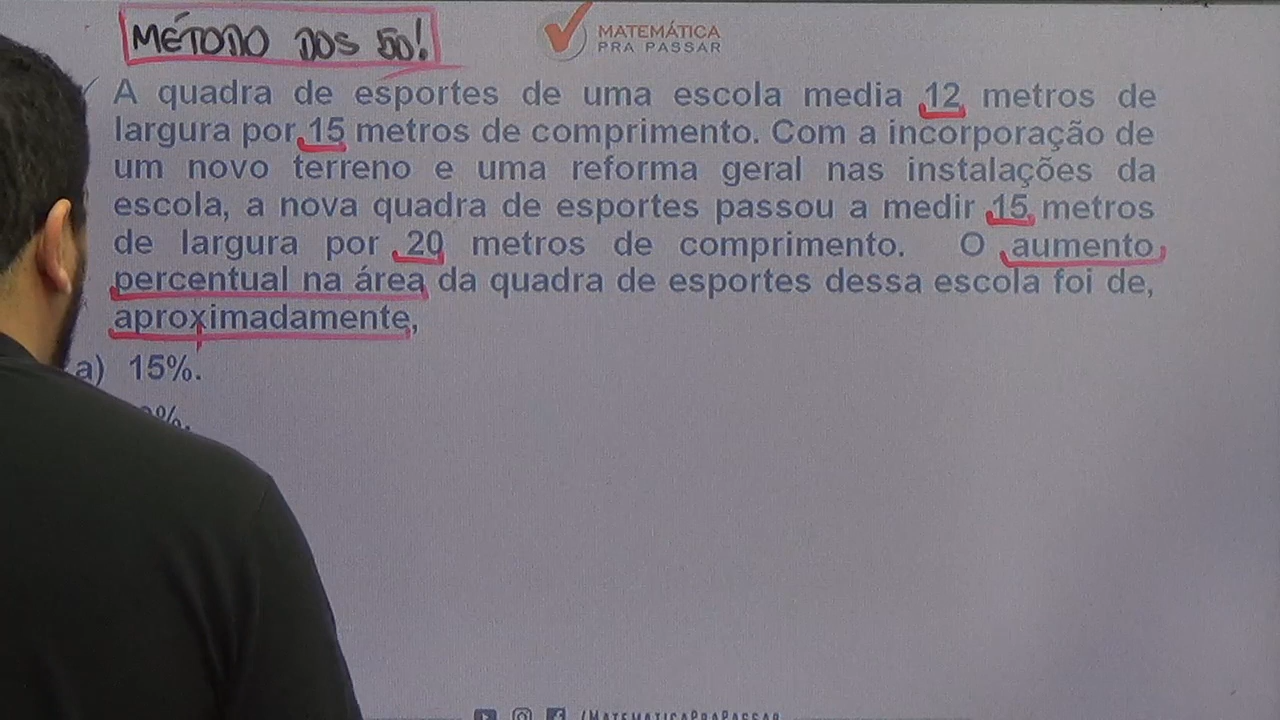 MÉTODO DOS 50!
MATEMÁTICA
PRA PASSAR
A quadra de esportes de uma escola media 12 metros de
largura por 15 metros de comprimento. Com a incorporação de
um novo terreno e uma reforma geral nas instalações da
escola, a nova quadra de esportes passou a medir 15 metros
de largura por 20 metros de comprimento. O aumento
percentual na área da quadra de esportes dessa escola foi de,
aproximadamente,
a) 15%.
/MATEMATICAPRAPASSAR